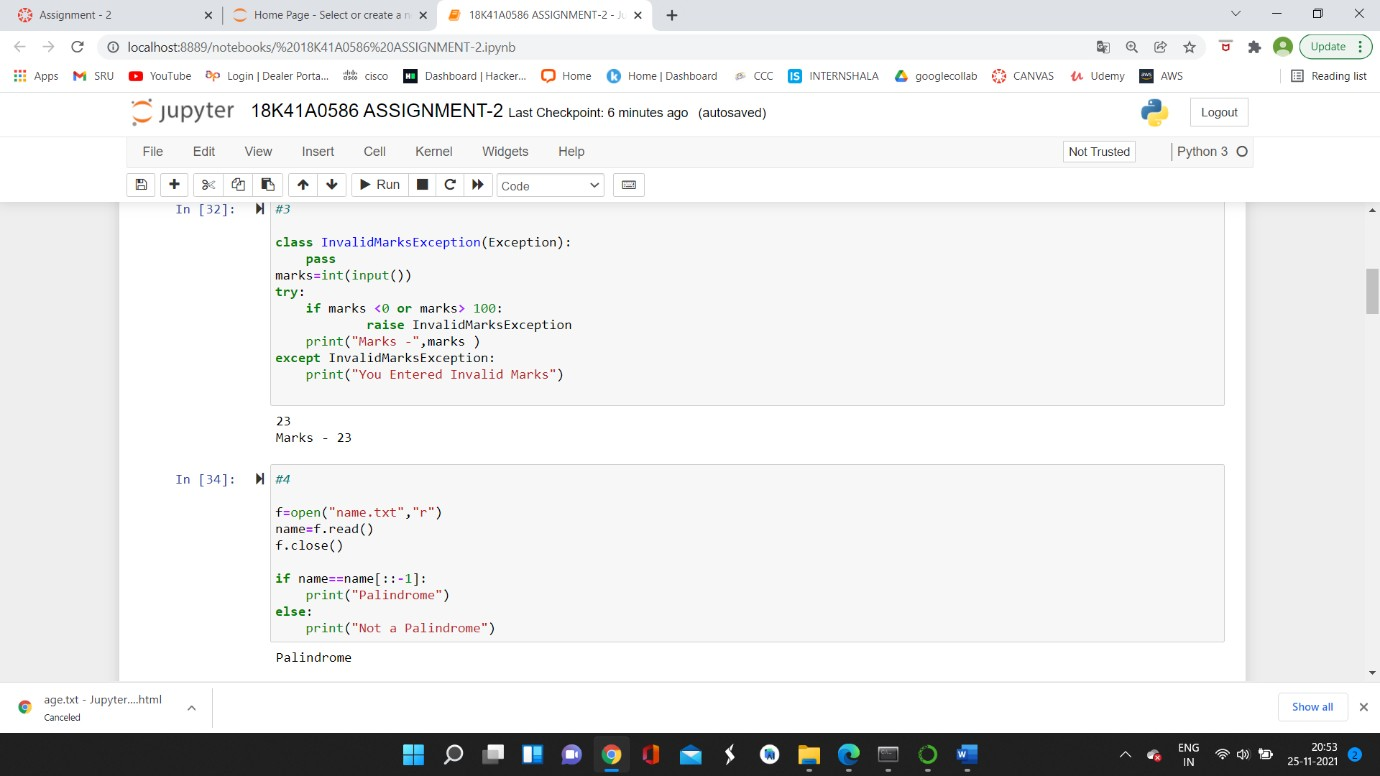 Assignment - 2
Home Page - Select or create a n
18K41A0586 ASSIGNMENT-2 - Ju
localhost:8889/notebooks/%2018K41A0586%20ASSIGNMENT-2.ipynb
Update
Apps SRU YouTube Login | Dealer Porta... cisco Dashboard | Hacker... Home Home | Dashboard CCC INTERNSHALA googlecollab CANVAS Udemy AWS Reading list
jupyter 18K41A0586 ASSIGNMENT-2 Last Checkpoint: 6 minutes ago (autosaved)
Logout
File Edit View Insert Cell Kernel Widgets Help Not Trusted Python 3
Run Code
In [32]: #3
class InvalidMarksException(Exception):
    pass
marks=int(input())
try:
    if marks <0 or marks> 100:
            raise InvalidMarksException
    print("Marks -",marks )
except InvalidMarksException:
    print("You Entered Invalid Marks")
23
Marks - 23
In [34]: #4
f=open("name.txt","r")
name=f.read()
f.close()
if name==name[::-1]:
    print("Palindrome")
else:
    print("Not a Palindrome")
Palindrome
age.txt - Jupyter....html
Canceled
Show all
ENG
IN
20:53
25-11-2021
2